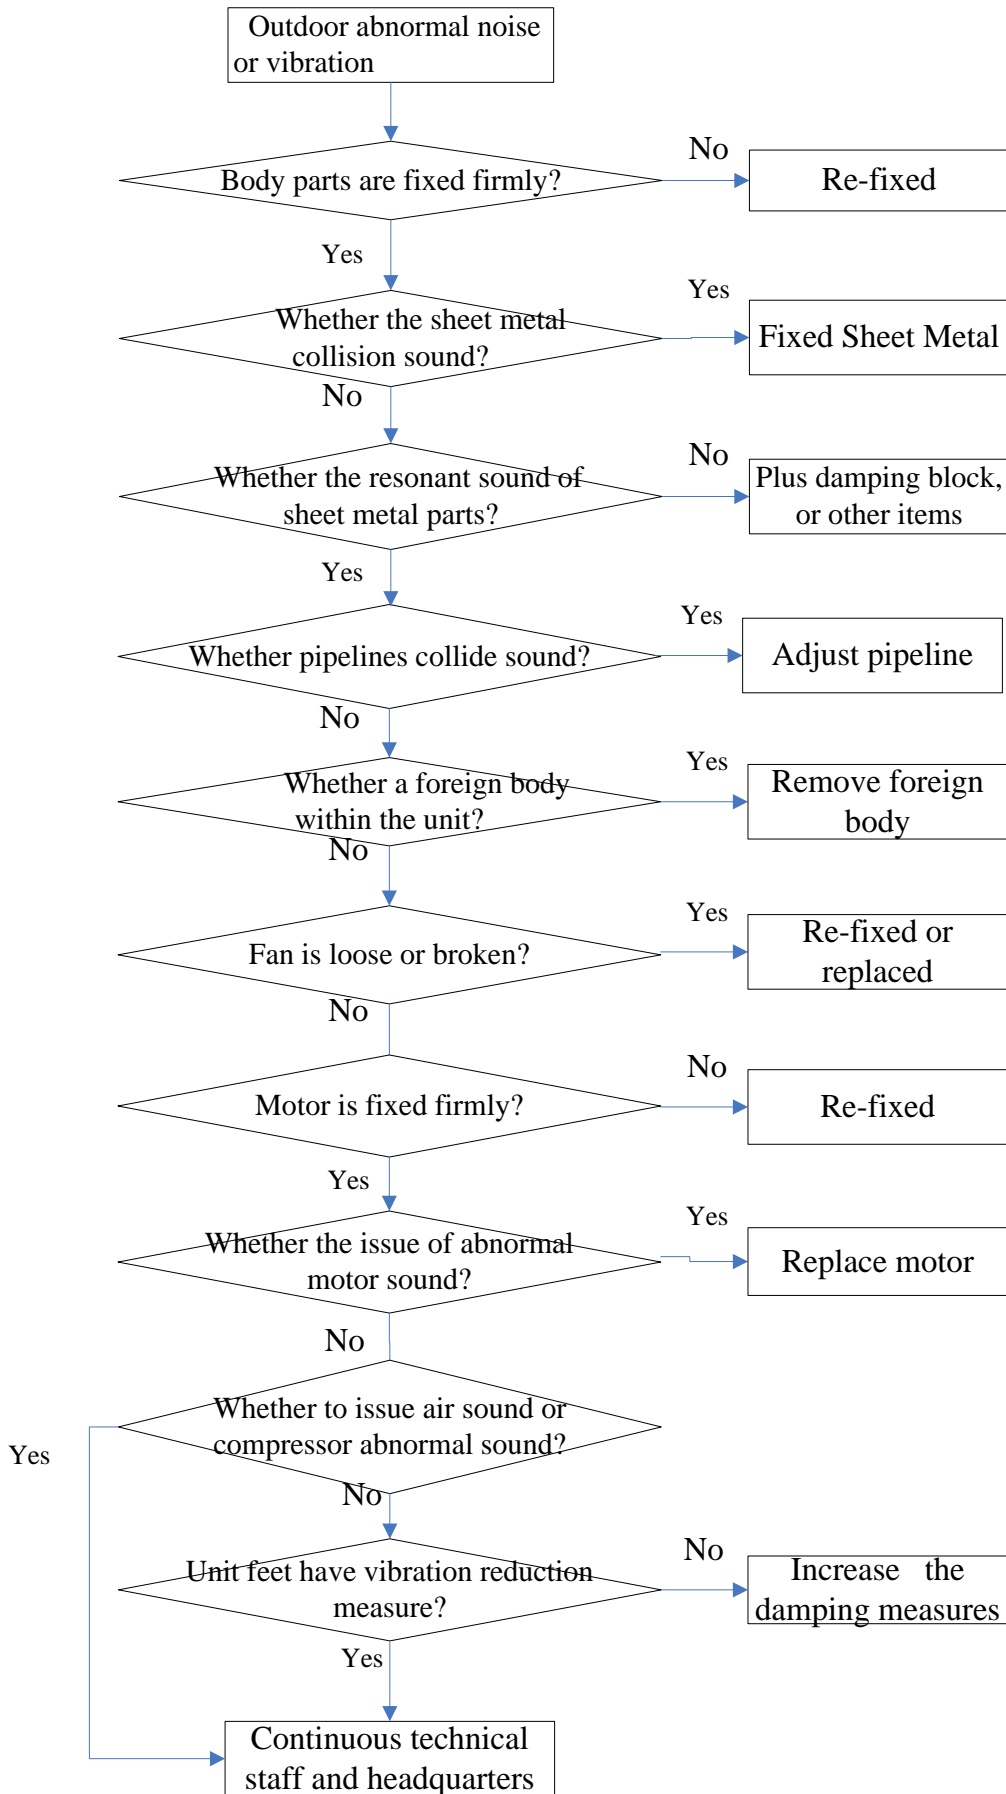 Outdoor abnormal noise
or vibration
No
Body parts are fixed firmly?
Re-fixed
Yes
Yes
Whether the sheet metal
collision sound?
Fixed Sheet Metal
No
No
Whether the resonant sound of
sheet metal parts?
Plus damping block,
or other items
Yes
Yes
Whether pipelines collide sound?
Adjust pipeline
No
Yes
Whether a foreign body
within the unit?
Remove foreign
body
No
Yes
Fan is loose or broken?
Re-fixed or
replaced
No
No
Motor is fixed firmly?
Re-fixed
Yes
Yes
Whether the issue of abnormal
motor sound?
Replace motor
No
Whether to issue air sound or
compressor abnormal sound?
Yes
No
No
Unit feet have vibration reduction
measure?
Increase the
damping measures
Yes
Continuous technical
staff and headquarters